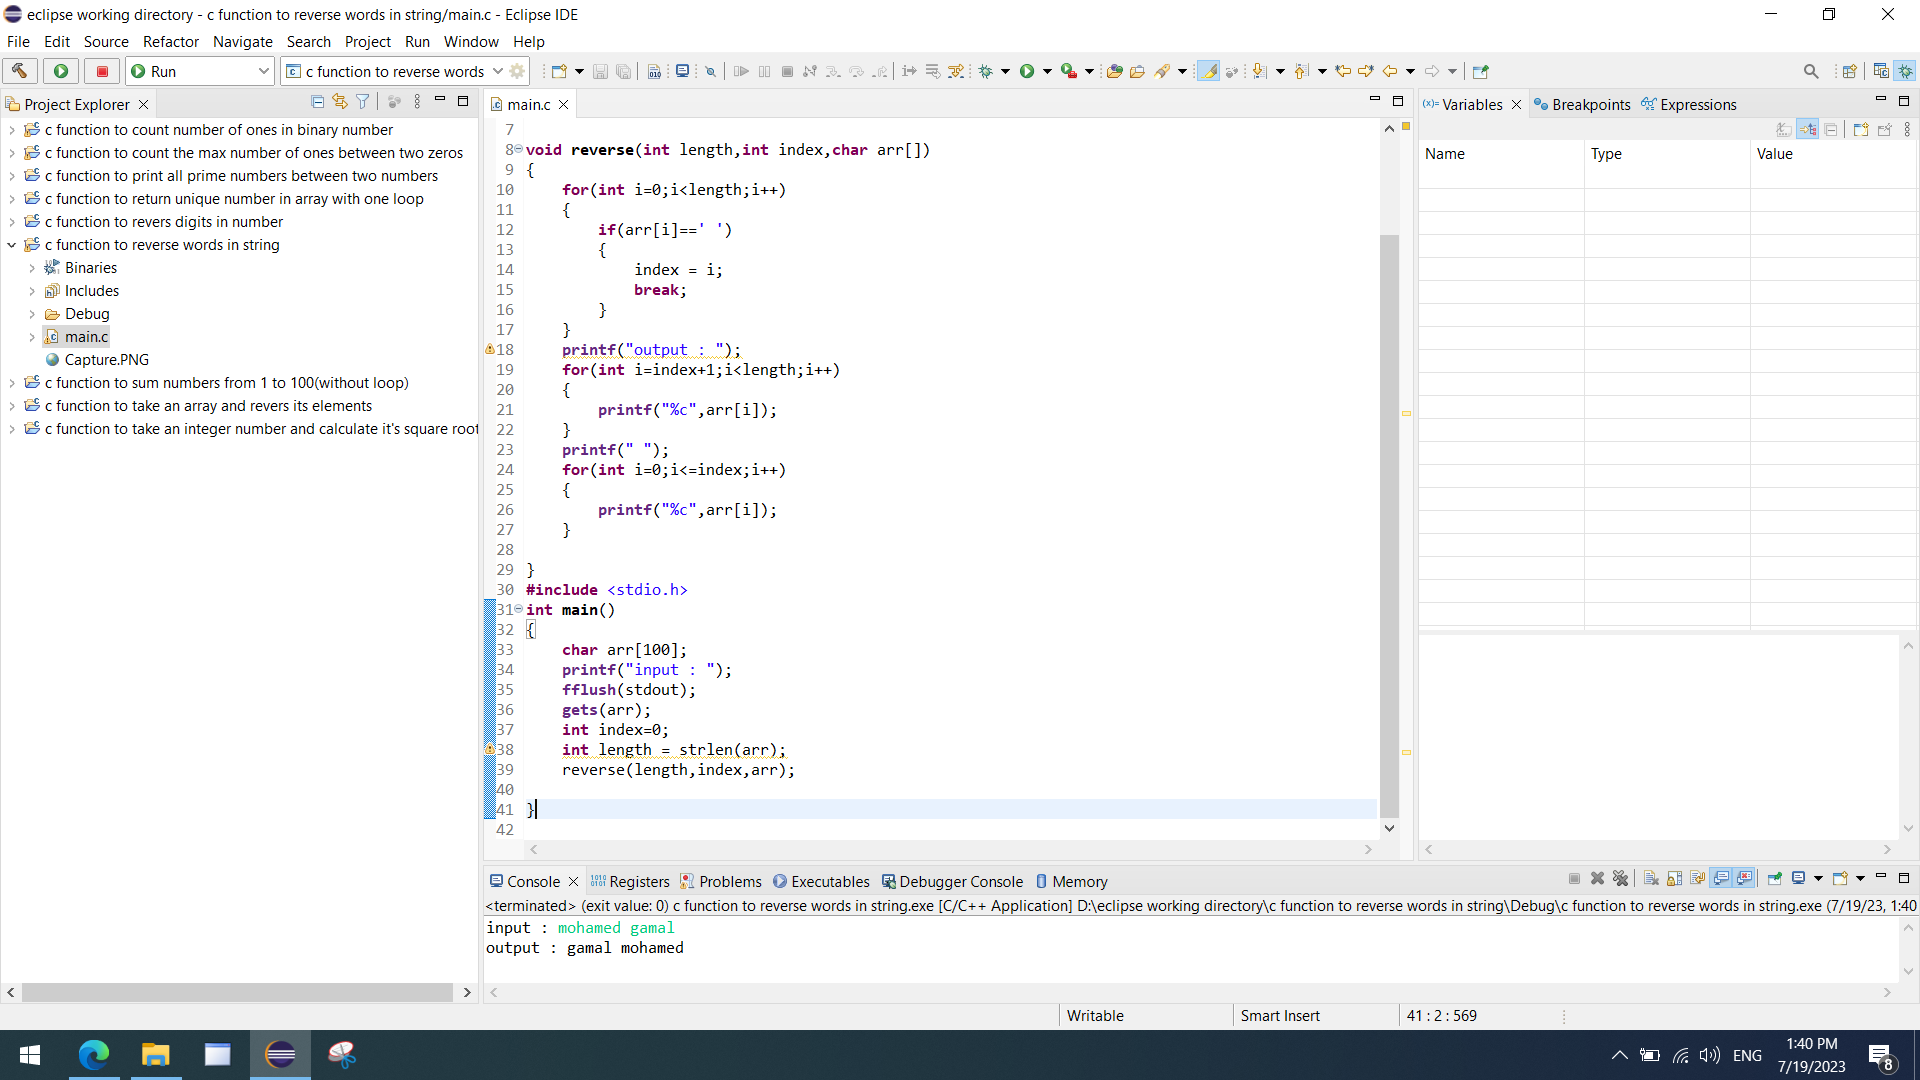 eclipse working directory - c function to reverse words in string/main.c - Eclipse IDE
File Edit Source Refactor Navigate Search Project Run Window Help
Run
c function to reverse words
Project Explorer
c function to count number of ones in binary number
c function to count the max number of ones between two zeros
c function to print all prime numbers between two numbers
c function to return unique number in array with one loop
c function to revers digits in number
c function to reverse words in string
Binaries
Includes
Debug
main.c
Capture.PNG
c function to sum numbers from 1 to 100(without loop)
c function to take an array and revers its elements
c function to take an integer number and calculate it's square root
main.c
7
8 void reverse(int length,int index,char arr[])
9 {
10 for(int i=0;i<length;i++)
11 {
12 if(arr[i]==' ')
13 {
14 index = i;
15 break;
16 }
17 }
18 printf("output : ");
19 for(int i=index+1;i<length;i++)
20 {
21 printf("%c",arr[i]);
22 }
23 printf(" ");
24 for(int i=0;i<=index;i++)
25 {
26 printf("%c",arr[i]);
27 }
28
29 }
30 #include <stdio.h>
31 int main()
32 {
33 char arr[100];
34 printf("input : ");
35 fflush(stdout);
36 gets(arr);
37 int index=0;
38 int length = strlen(arr);
39 reverse(length,index,arr);
40
41 }
42
Variables Breakpoints Expressions
Name Type Value
Console Registers Problems Executables Debugger Console Memory
<terminated> (exit value: 0) c function to reverse words in string.exe [C/C++ Application] D:\eclipse working directory\c function to reverse words in string\Debug\c function to reverse words in string.exe (7/19/23, 1:40
input : mohamed gamal
output : gamal mohamed
Writable Smart Insert 41 : 2 : 569
ENG
1:40 PM
7/19/2023
8